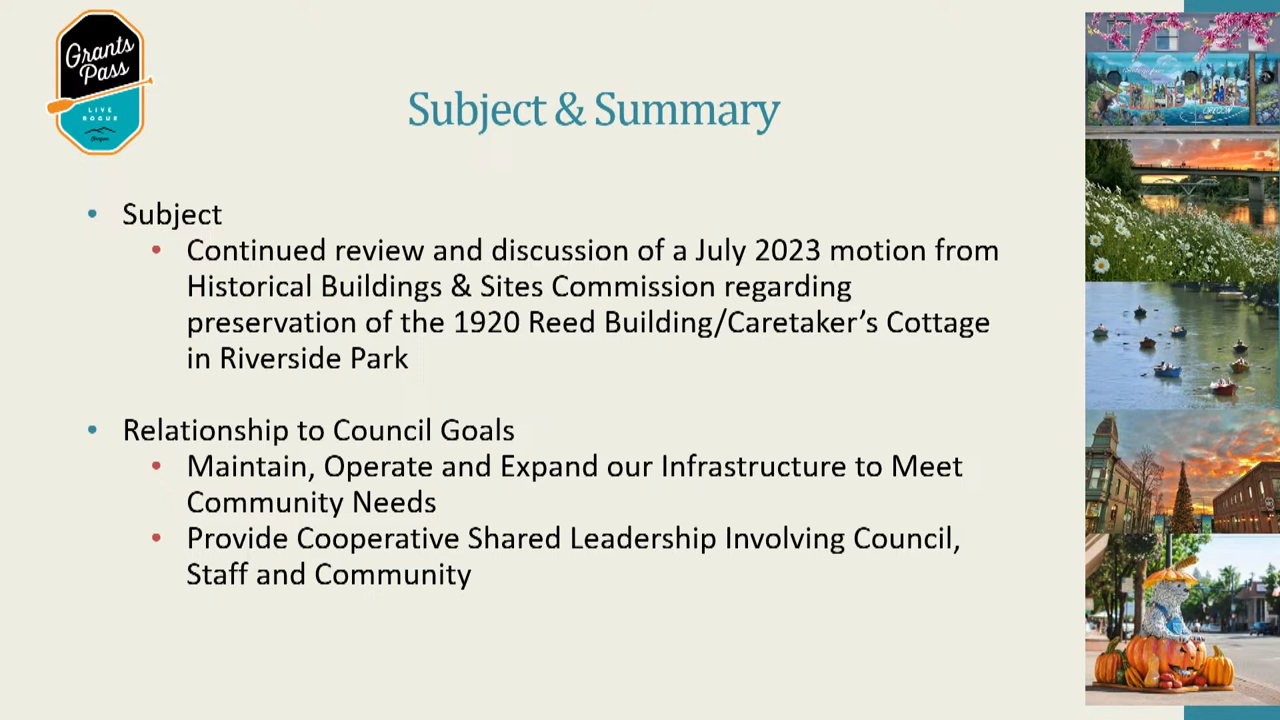 Grants
Pass
LIVE
ROGUE
Oregon
Subject & Summary
• Subject
• Continued review and discussion of a July 2023 motion from
Historical Buildings & Sites Commission regarding
preservation of the 1920 Reed Building/Caretaker’s Cottage
in Riverside Park
• Relationship to Council Goals
• Maintain, Operate and Expand our Infrastructure to Meet
Community Needs
• Provide Cooperative Shared Leadership Involving Council,
Staff and Community